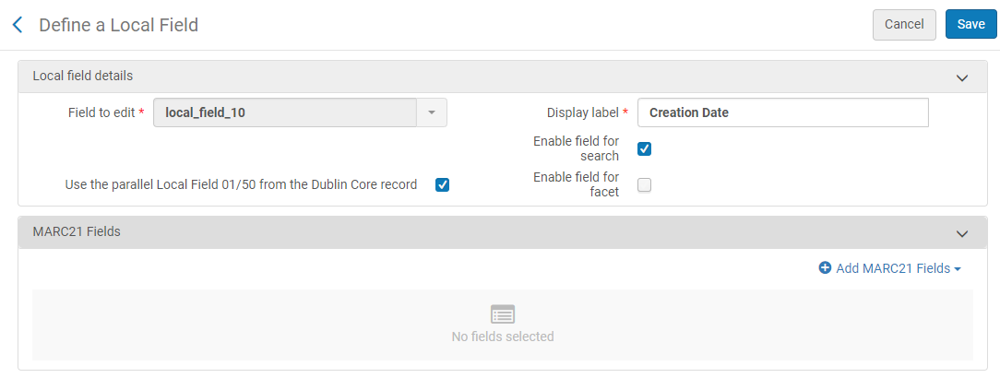 Define a Local Field
Cancel
Save
Local field details
Field to edit *
local_field_10
Display label *
Creation Date
Enable field for
search
Use the parallel Local Field 01/50 from the Dublin Core record
Enable field for
facet
MARC21 Fields
Add MARC21 Fields
No fields selected